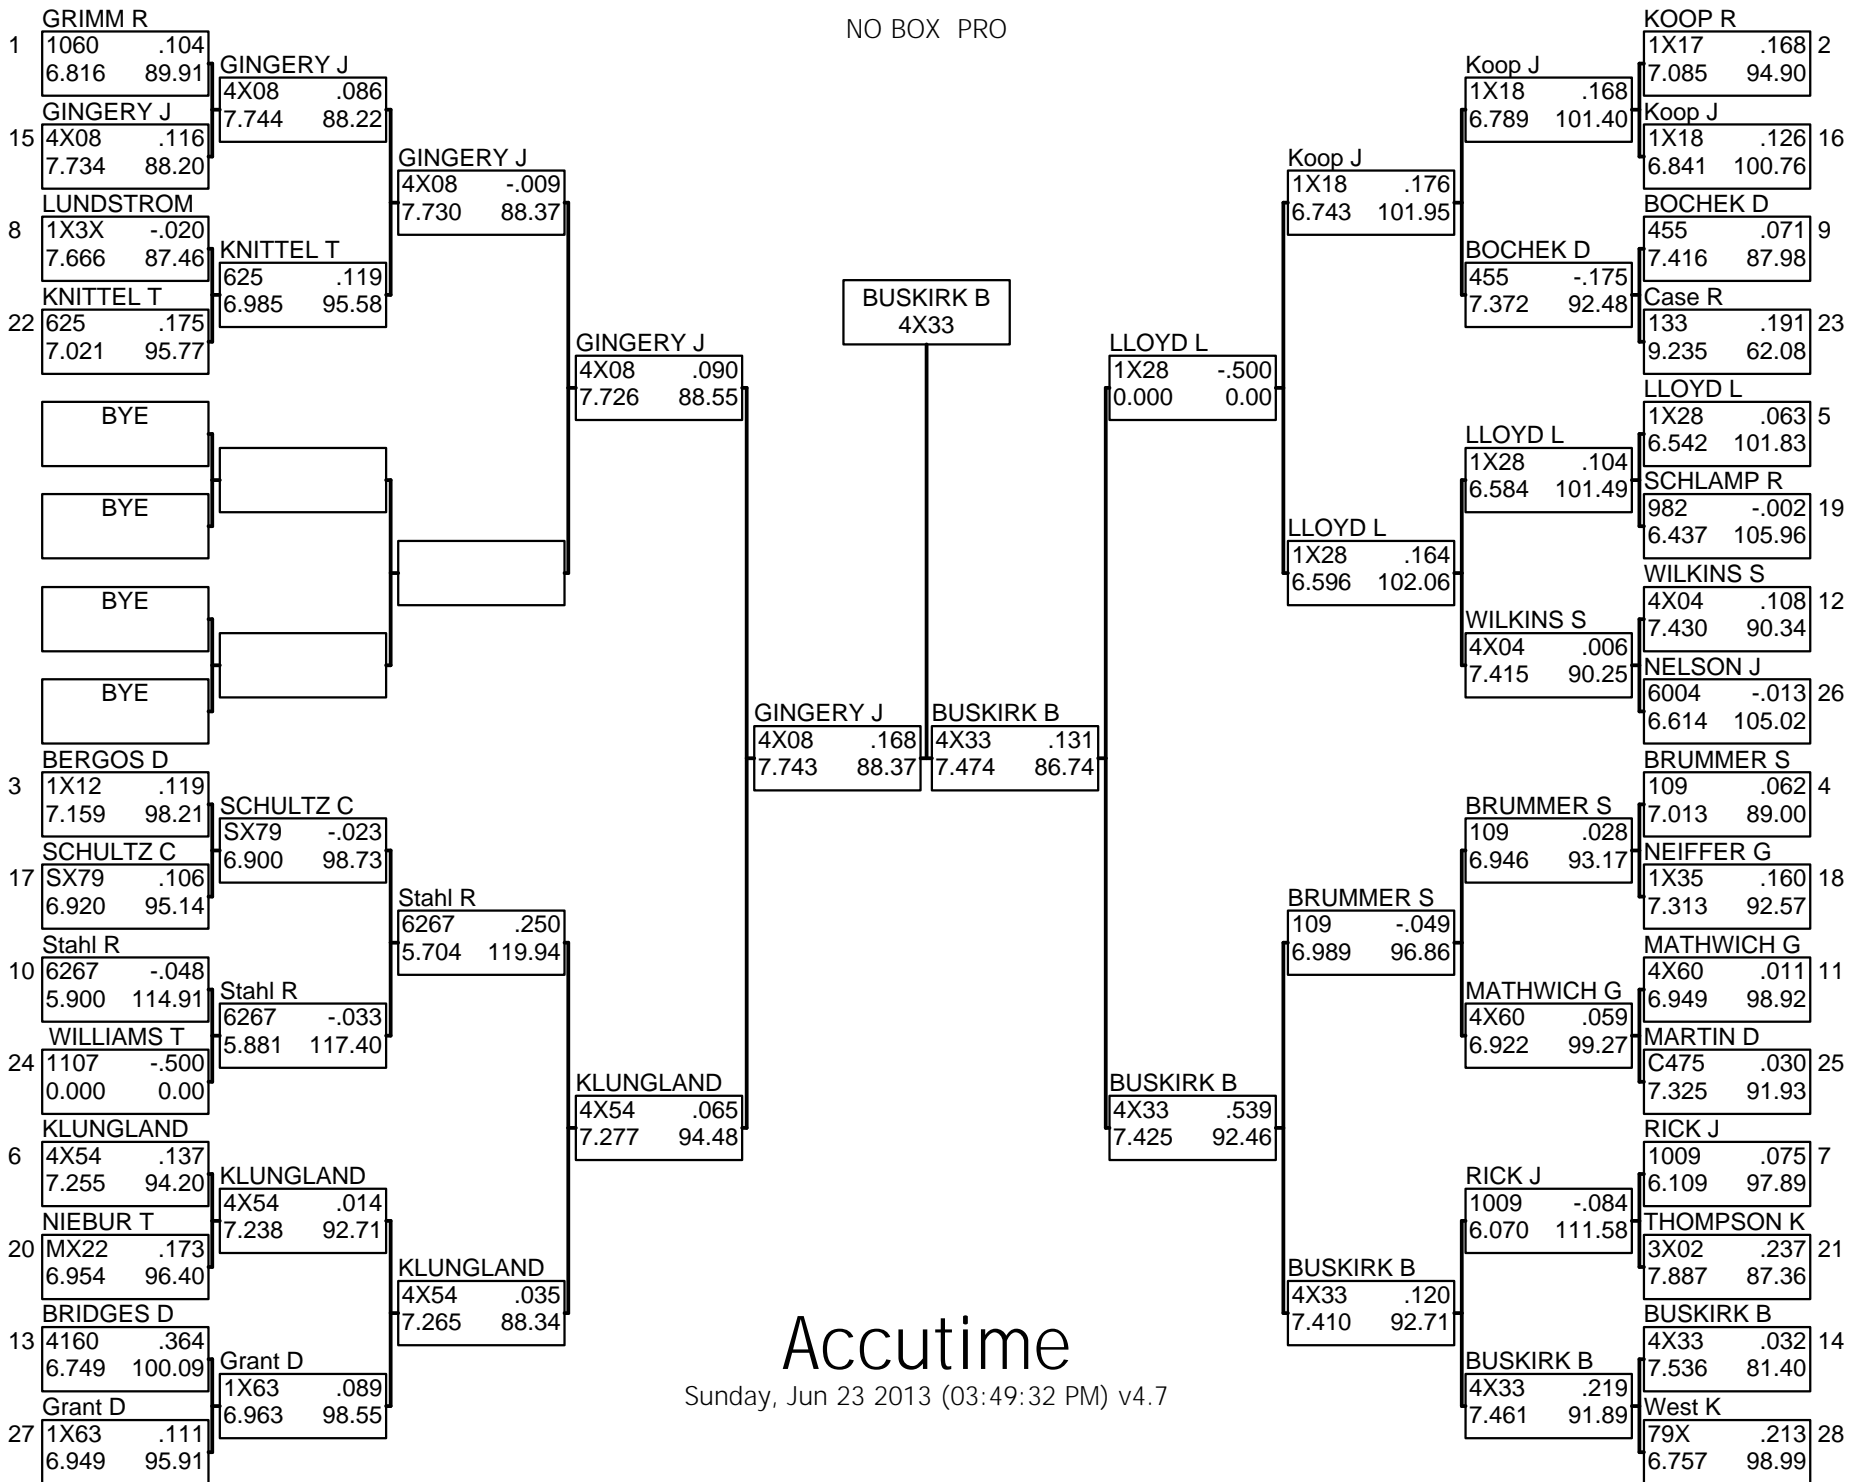 NO BOX PRO
GRIMM R
1 1060 .104
6.816 89.91
GINGERY J
15 4X08 .116
7.734 88.20
LUNDSTROM
8 1X3X -.020
7.666 87.46
KNITTEL T
22 625 .175
7.021 95.77
BYE
BYE
BYE
BYE
BERGOS D
3 1X12 .119
7.159 98.21
SCHULTZ C
17 SX79 .106
6.920 95.14
Stahl R
10 6267 -.048
5.900 114.91
WILLIAMS T
24 1107 -.500
0.000 0.00
KLUNGLAND
6 4X54 .137
7.255 94.20
NIEBUR T
20 MX22 .173
6.954 96.40
BRIDGES D
13 4160 .364
6.749 100.09
Grant D
27 1X63 .111
6.949 95.91
GINGERY J
4X08 .086
7.744 88.22
KNITTEL T
625 .119
6.985 95.58
SCHULTZ C
SX79 -.023
6.900 98.73
Stahl R
6267 -.033
5.881 117.40
KLUNGLAND
4X54 .014
7.238 92.71
Grant D
1X63 .089
6.963 98.55
GINGERY J
4X08 -.009
7.730 88.37
Stahl R
6267 .250
5.704 119.94
KLUNGLAND
4X54 .035
7.265 88.34
GINGERY J
4X08 .090
7.726 88.55
KLUNGLAND
4X54 .065
7.277 94.48
GINGERY J
4X08 .168
7.743 88.37
BUSKIRK B
4X33
BUSKIRK B
4X33 .131
7.474 86.74
LLOYD L
1X28 -.500
0.000 0.00
BUSKIRK B
4X33 .539
7.425 92.46
Koop J
1X18 .176
6.743 101.95
LLOYD L
1X28 .164
6.596 102.06
BRUMMER S
109 -.049
6.989 96.86
BUSKIRK B
4X33 .120
7.410 92.71
Koop J
1X18 .168
6.789 101.40
BOCHEK D
455 -.175
7.372 92.48
LLOYD L
1X28 .104
6.584 101.49
WILKINS S
4X04 .006
7.415 90.25
BRUMMER S
109 .028
6.946 93.17
MATHWICH G
4X60 .059
6.922 99.27
RICK J
1009 -.084
6.070 111.58
BUSKIRK B
4X33 .219
7.461 91.89
KOOP R
1X17 .168 2
7.085 94.90
Koop J
1X18 .126 16
6.841 100.76
BOCHEK D
455 .071 9
7.416 87.98
Case R
133 .191 23
9.235 62.08
LLOYD L
1X28 .063 5
6.542 101.83
SCHLAMP R
982 -.002 19
6.437 105.96
WILKINS S
4X04 .108 12
7.430 90.34
NELSON J
6004 -.013 26
6.614 105.02
BRUMMER S
109 .062 4
7.013 89.00
NEIFFER G
1X35 .160 18
7.313 92.57
MATHWICH G
4X60 .011 11
6.949 98.92
MARTIN D
C475 .030 25
7.325 91.93
RICK J
1009 .075 7
6.109 97.89
THOMPSON K
3X02 .237 21
7.887 87.36
BUSKIRK B
4X33 .032 14
7.536 81.40
West K
79X .213 28
6.757 98.99
Accutime
Sunday, Jun 23 2013 (03:49:32 PM) v4.7